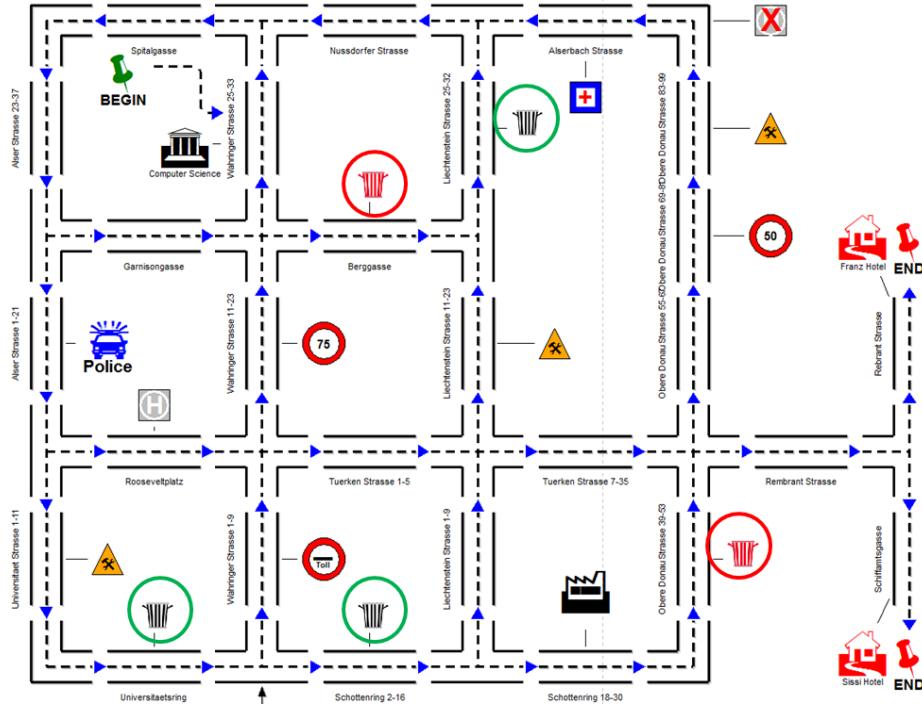 Spitalgasse
Nussdorfer Strasse
Alserbach Strasse
X
BEGIN
Computer Science
Alser Strasse 23-37
Wahringer Strasse 25-33
Liechtenstein Strasse 25-32
Obere Donau Strasse 83-99
Obere Donau Strasse 69-81
50
Franz Hotel
END
Garnisongasse
Berggasse
Alser Strasse 1-21
Police
H
Wahringer Strasse 11-23
75
Liechtenstein Strasse 11-23
Obere Donau Strasse 55-67
Rebrant Strasse
Rooseveltplatz
Tuerken Strasse 1-5
Tuerken Strasse 7-35
Rembrant Strasse
Universitaet Strasse 1-11
Wahringer Strasse 1-9
Toll
Liechtenstein Strasse 1-9
Obere Donau Strasse 39-53
Schiffamtsgasse
Sissi Hotel
END
Universitaetsring
Schottenring 2-16
Schottenring 18-30